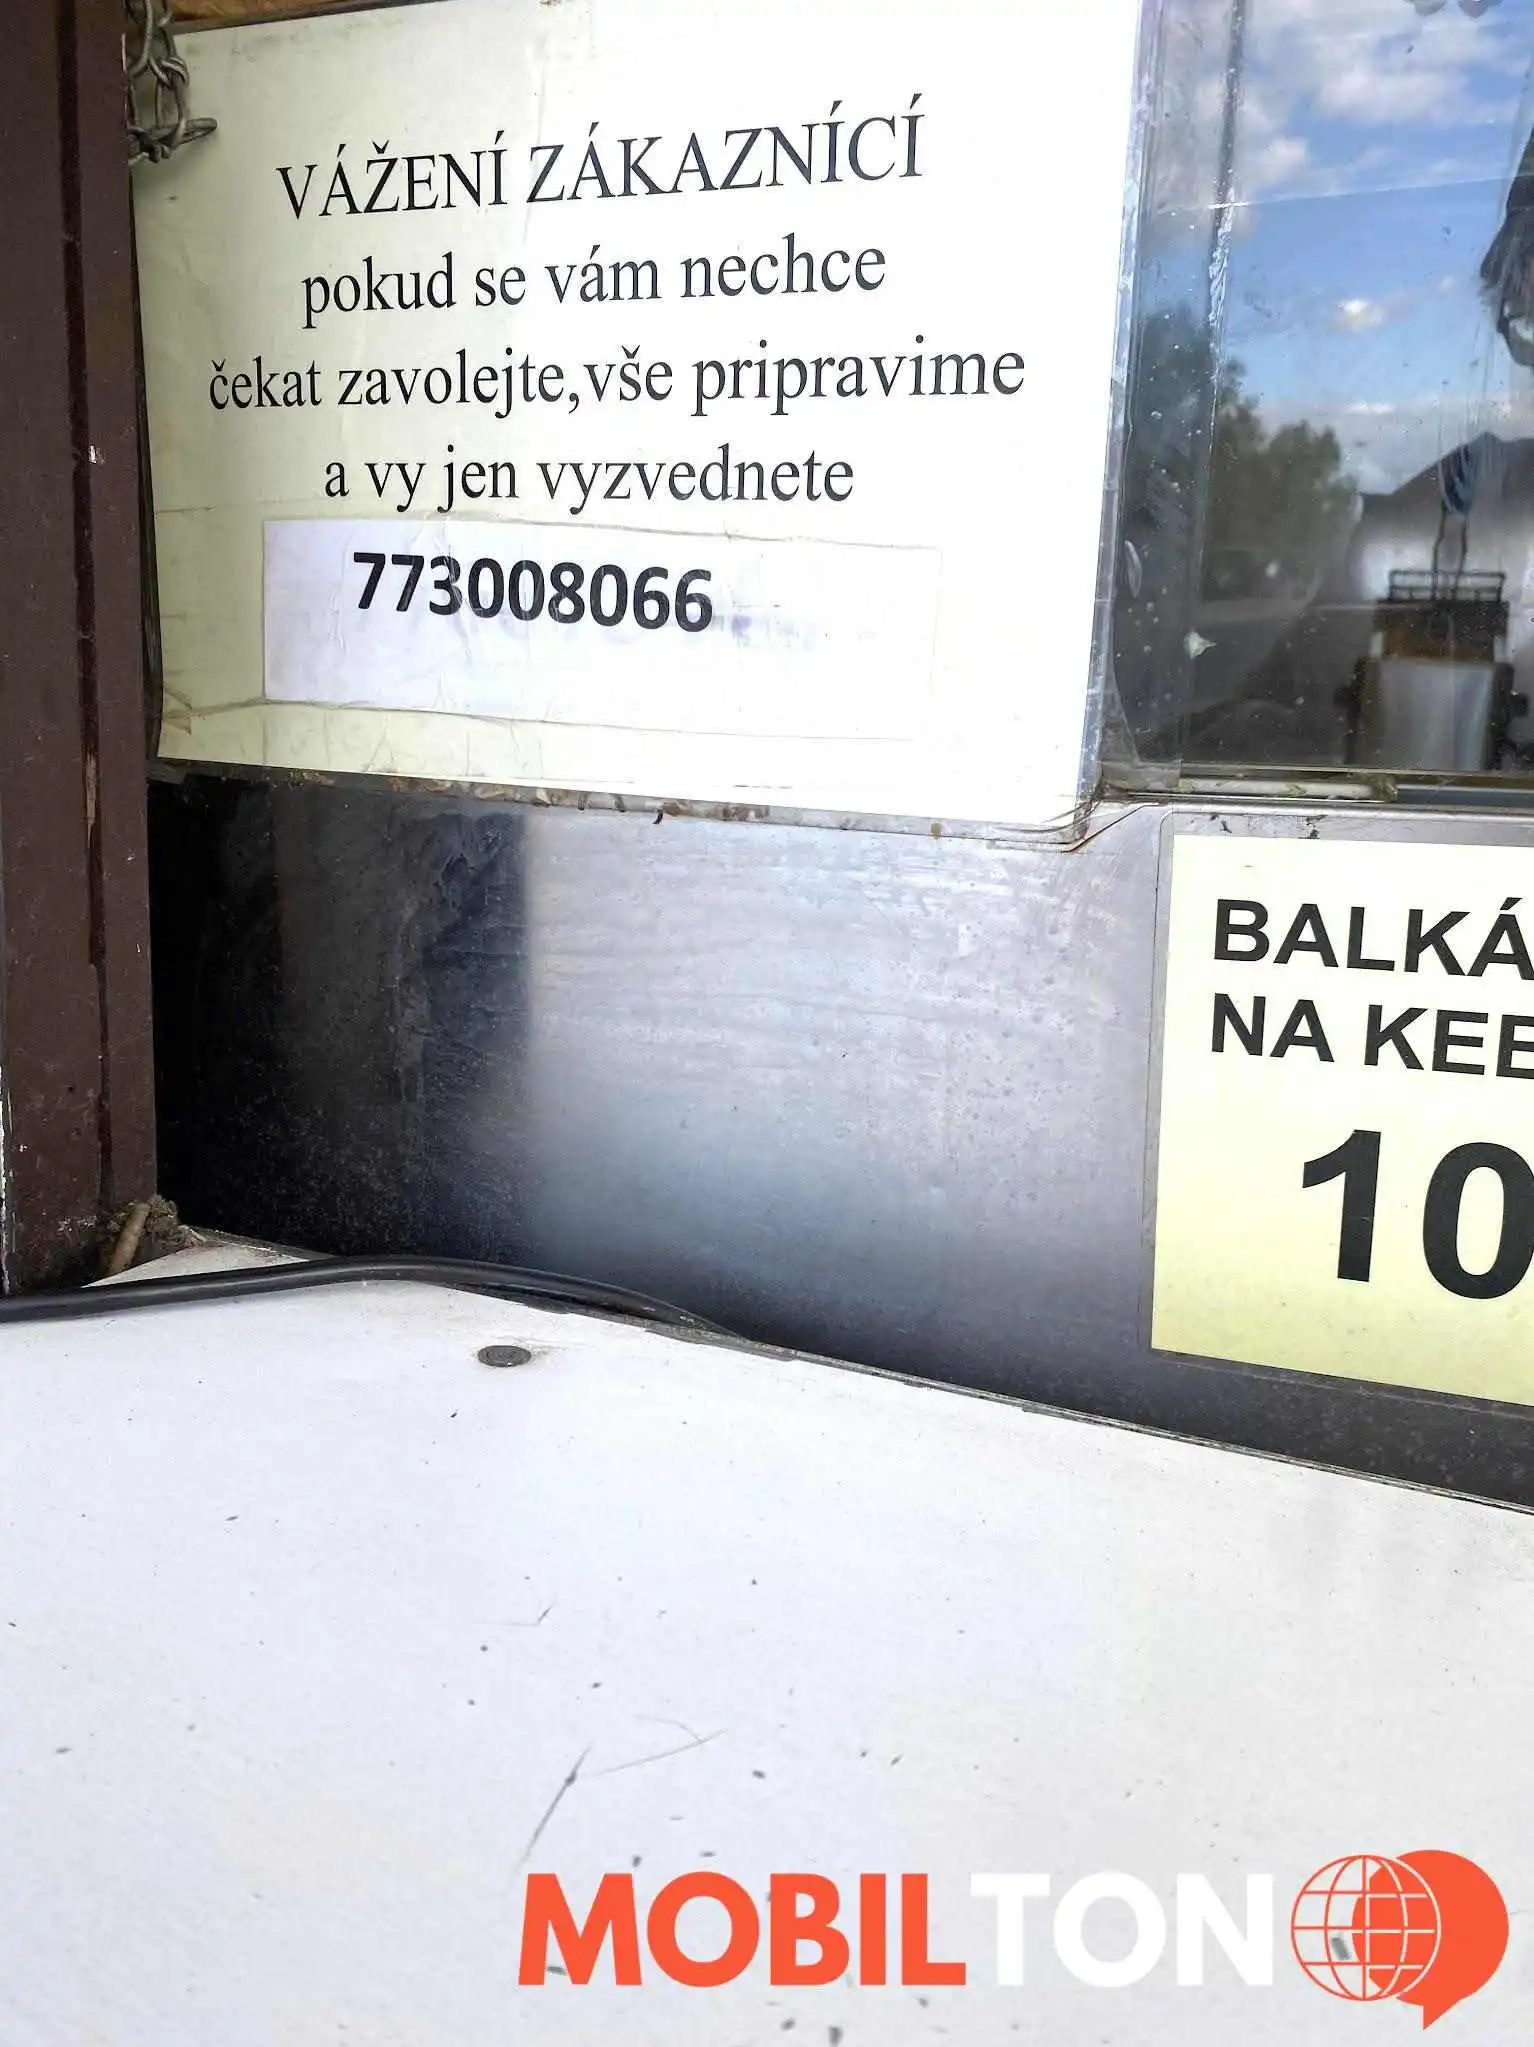 VÁŽENÍ ZÁKAZNÍCÍ
pokud se vám nechce
čekat zavolejte,vše pripravime
a vy jen vyzvednete
773008066
BALKÁ
NA KEB
10
MOBILTON